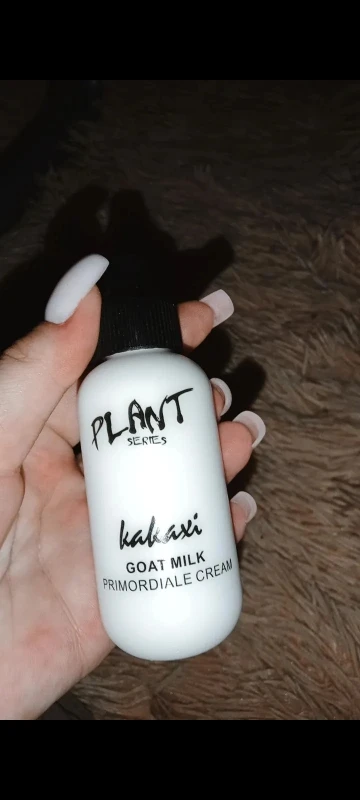 PLANT
SERIES
kakaxi
GOAT MILK
PRIMORDIALE CREAM